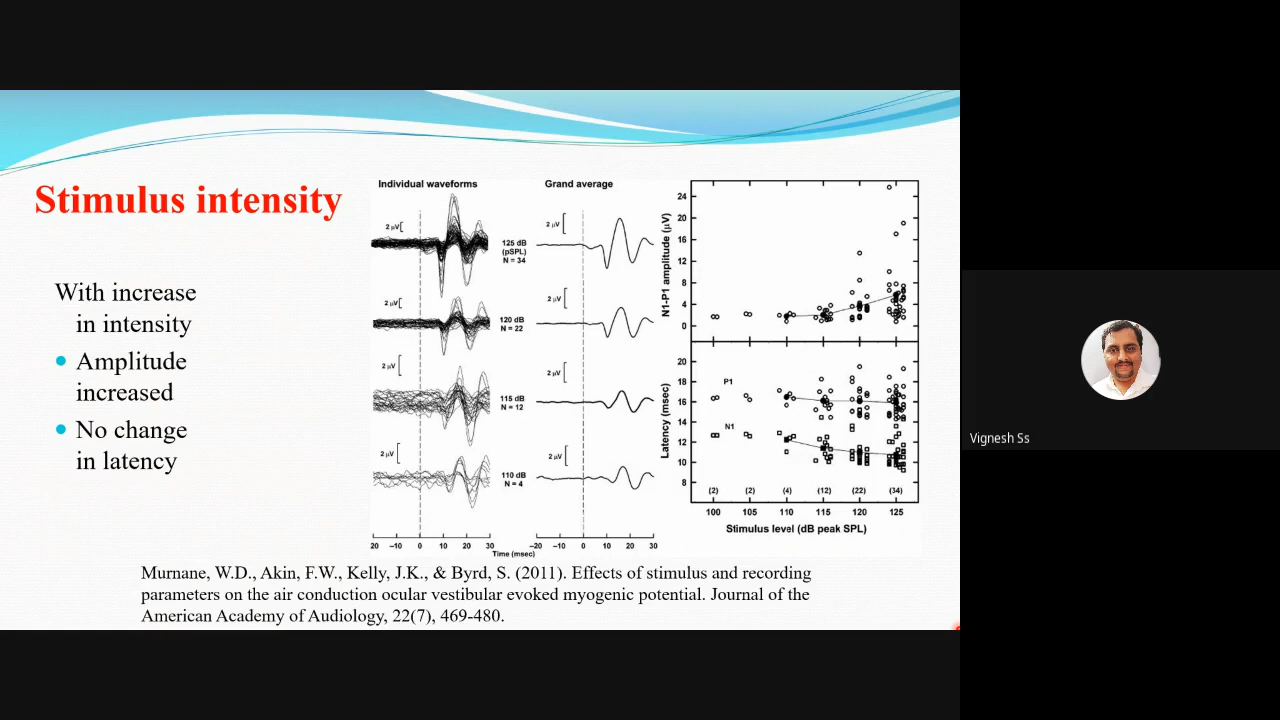 Stimulus intensity
With increase
in intensity
Amplitude
increased
No change
in latency
Individual waveforms
Grand average
2 µV
2 µV
125 dB
(pSPL)
N = 34
2 µV
2 µV
120 dB
N = 22
2 µV
2 µV
115 dB
N = 12
2 µV
2 µV
110 dB
N = 4
20 –10 0 10 20 30
–20 –10 0 10 20 30
Time (msec)
N1-P1 amplitude (µV)
24
20
16
12
8
4
0
Latency (msec)
20
18
16
14
12
10
8
P1
N1
(2) (2) (4) (12) (22) (34)
100 105 110 115 120 125
Stimulus level (dB peak SPL)
Murnane, W.D., Akin, F.W., Kelly, J.K., & Byrd, S. (2011). Effects of stimulus and recording
parameters on the air conduction ocular vestibular evoked myogenic potential. Journal of the
American Academy of Audiology, 22(7), 469-480.
Vignesh Ss